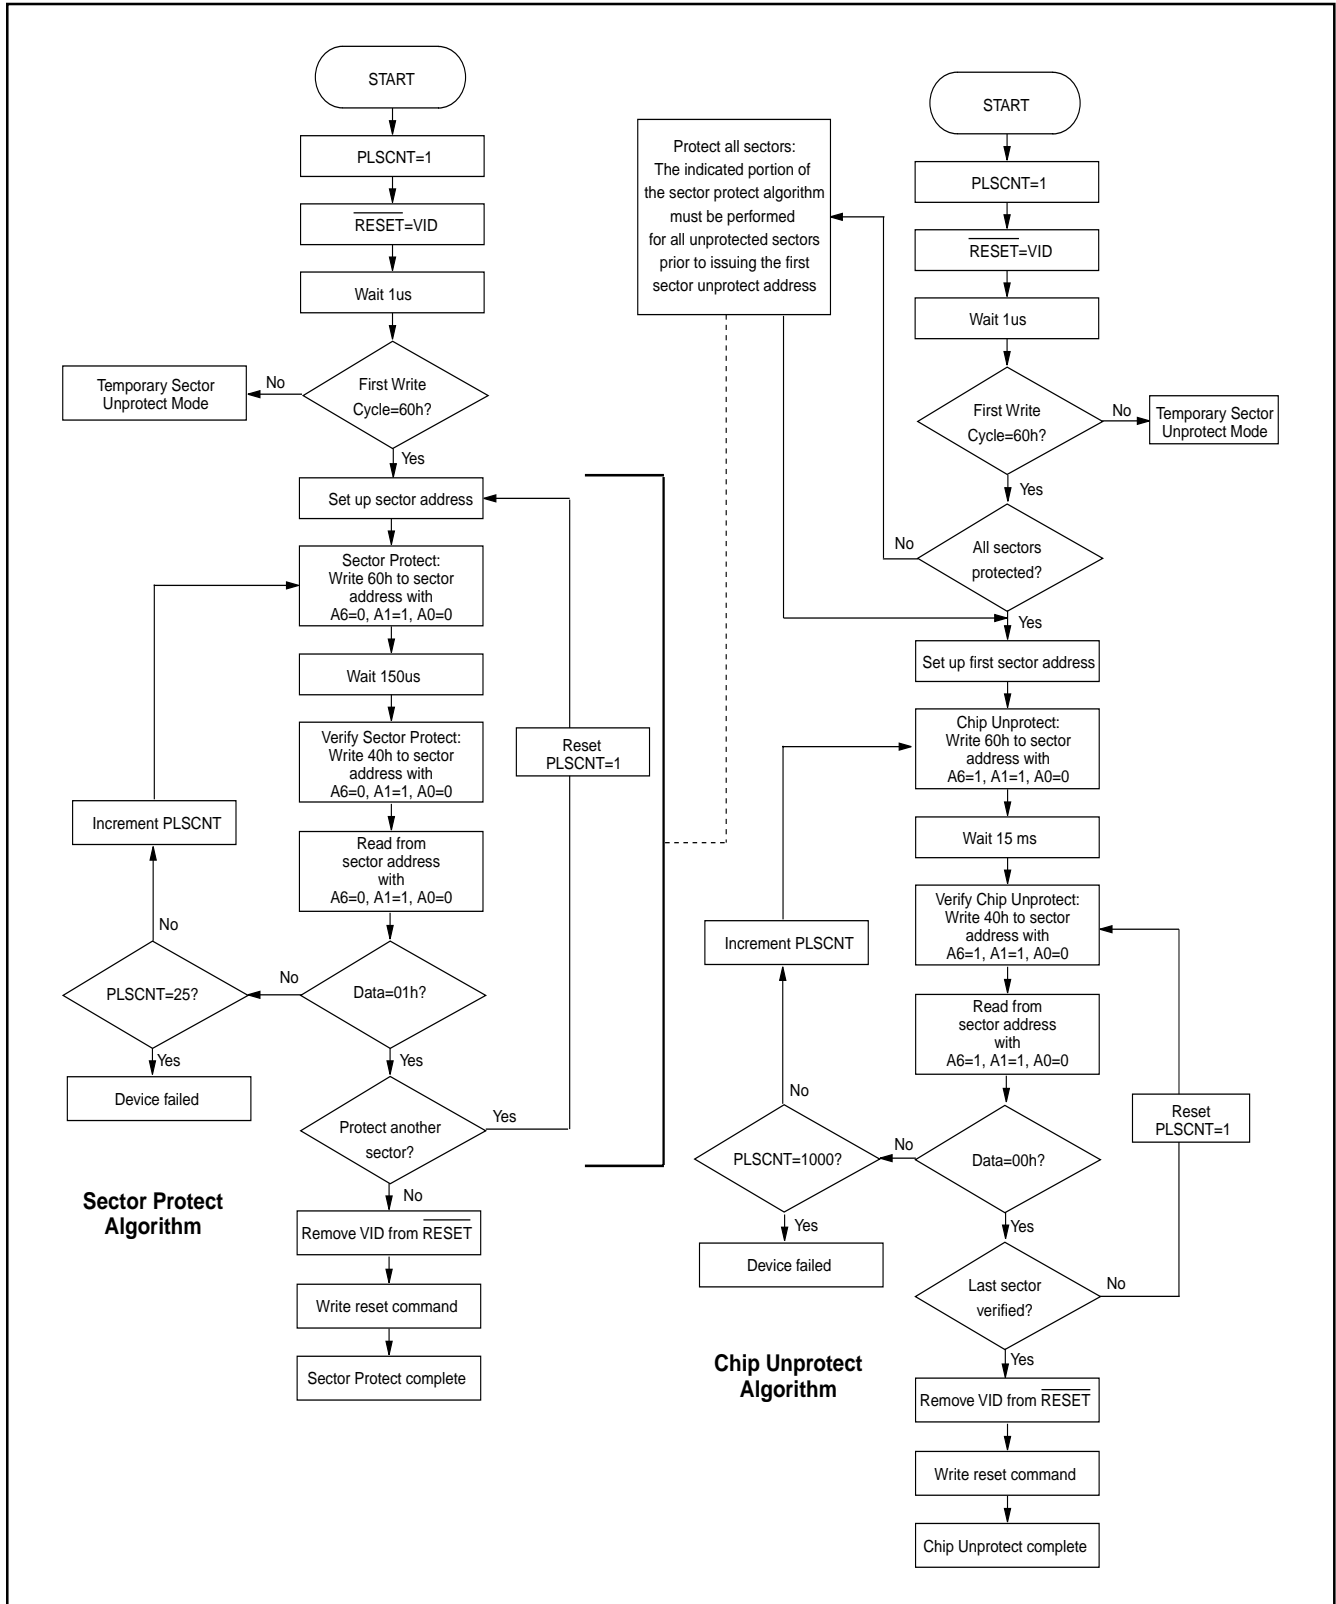 START
PLSCNT=1
RESET=VID
Wait 1us
First Write
Cycle=60h?
No
Temporary Sector
Unprotect Mode
Yes
Set up sector address
Sector Protect:
Write 60h to sector
address with
A6=0, A1=1, A0=0
Wait 150us
Verify Sector Protect:
Write 40h to sector
address with
A6=0, A1=1, A0=0
Reset
PLSCNT=1
Increment PLSCNT
Read from
sector address
with
A6=0, A1=1, A0=0
No
PLSCNT=25?
No
Data=01h?
Yes
Device failed
Yes
Protect another
sector?
Yes
No
Sector Protect
Algorithm
Remove VID from RESET
Write reset command
Sector Protect complete
Protect all sectors:
The indicated portion of
the sector protect algorithm
must be performed
for all unprotected sectors
prior to issuing the first
sector unprotect address
START
PLSCNT=1
RESET=VID
Wait 1us
First Write
Cycle=60h?
No
Temporary Sector
Unprotect Mode
Yes
No
All sectors
protected?
Yes
Set up first sector address
Chip Unprotect:
Write 60h to sector
address with
A6=1, A1=1, A0=0
Wait 15 ms
Verify Chip Unprotect:
Write 40h to sector
address with
A6=1, A1=1, A0=0
Increment PLSCNT
Read from
sector address
with
A6=1, A1=1, A0=0
No
Reset
PLSCNT=1
PLSCNT=1000?
No
Data=00h?
Yes
Device failed
Yes
Last sector
verified?
No
Yes
Chip Unprotect
Algorithm
Remove VID from RESET
Write reset command
Chip Unprotect complete